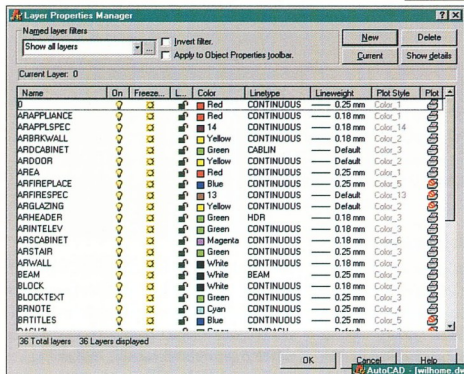 Layer Properties Manager
Named layer filters
Show all layers
...
Invert filter.
Apply to Object Properties toolbar.
New
Delete
Current
Show details
Current Layer: 0
Name On Freeze... L... Color Linetype Lineweight Plot Style Plot
0 Red CONTINUOUS 0.25 mm Color_1
ARAPPLIANCE Red CONTINUOUS 0.18 mm Color_1
ARAPPLSPEC 14 CONTINUOUS 0.18 mm Color_14
ARBRKWALL Yellow CONTINUOUS 0.18 mm Color_2
ARDCABINET Green CABLIN Default Color_3
ARDOOR Yellow CONTINUOUS Default Color_2
AREA Red CONTINUOUS 0.25 mm Color_1
ARFIREPLACE Blue CONTINUOUS 0.25 mm Color_5
ARFIRESPEC 13 CONTINUOUS Default Color_13
ARGLAZING Yellow CONTINUOUS Default Color_2
ARHEADER Green HDR 0.18 mm Color_3
ARINTELEV Green CONTINUOUS 0.18 mm Color_3
ARSCABINET Magenta CONTINUOUS 0.18 mm Color_6
ARSTAIR Green CONTINUOUS 0.25 mm Color_3
ARWALL White CONTINUOUS 0.18 mm Color_7
BEAM White BEAM 0.25 mm Color_7
BLOCK White CONTINUOUS 0.18 mm Color_7
BLOCKTEXT Green CONTINUOUS 0.25 mm Color_3
BRNOTE Cyan CONTINUOUS 0.25 mm Color_4
BRTITLES Blue CONTINUOUS 0.25 mm Color_5
36 Total layers 36 Layers displayed
OK
Cancel
Help
AutoCAD - [wilhome.dw